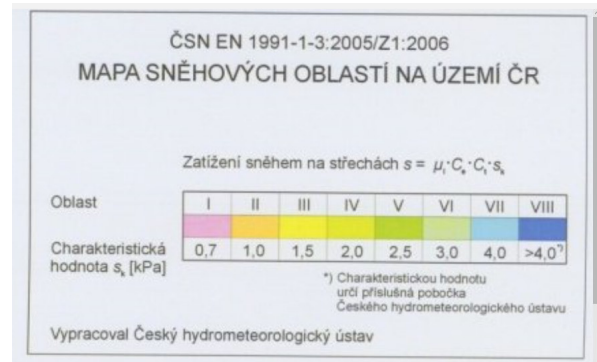 ČSN EN 1991-1-3:2005/Z1:2006
MAPA SNĚHOVÝCH OBLASTÍ NA ÚZEMÍ ČR
Zatížení sněhem na střechách s = μᵢ·Cₑ·Cₜ·sₖ
Oblast I II III IV V VI VII VIII
Charakteristická
hodnota sₖ [kPa] 0,7 1,0 1,5 2,0 2,5 3,0 4,0 >4,0*)
*) Charakteristickou hodnotu
určí příslušná pobočka
Českého hydrometeorologického ústavu
Vypracoval Český hydrometeorologický ústav